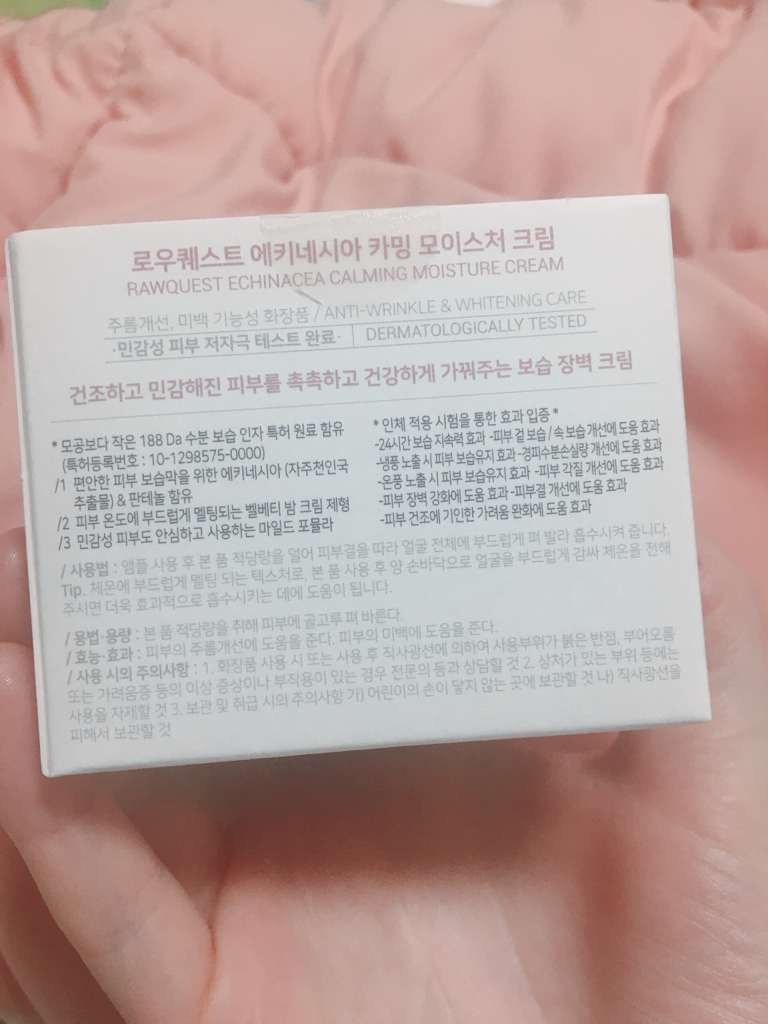 로우퀘스트 에키네시아 카밍 모이스처 크림
RAWQUEST ECHINACEA CALMING MOISTURE CREAM
주름개선, 미백 기능성 화장품 / ANTI-WRINKLE & WHITENING CARE
·민감성 피부 저자극 테스트 완료· | DERMATOLOGICALLY TESTED
건조하고 민감해진 피부를 촉촉하고 건강하게 가꿔주는 보습 장벽 크림
* 모공보다 작은 188 Da 수분 보습 인자 특허 원료 함유
(특허등록번호 : 10-1298575-0000)
/1 편안한 피부 보습막을 위한 에키네시아 (자주천인국
추출물) & 판테놀 함유
/2 피부 온도에 부드럽게 멜팅되는 벨베티 밤 크림 제형
/3 민감성 피부도 안심하고 사용하는 마일드 포뮬라
* 인체 적용 시험을 통한 효과 입증 *
-24시간 보습 지속력 효과 -피부 겉 보습 / 속 보습 개선에 도움 효과
-냉풍 노출 시 피부 보습유지 효과 -경피수분손실량 개선에 도움 효과
-온풍 노출 시 피부 보습유지 효과 -피부 각질 개선에 도움 효과
-피부 장벽 강화에 도움 효과 -피부결 개선에 도움 효과
-피부 건조에 기인한 가려움 완화에 도움 효과
/ 사용법 : 앰플 사용 후 본 품 적당량을 덜어 피부결을 따라 얼굴 전체에 부드럽게 펴 발라 흡수시켜 줍니다.
Tip. 체온에 부드럽게 멜팅 되는 텍스처로, 본 품 사용 후 양 손바닥으로 얼굴을 부드럽게 감싸 체온을 전해
주시면 더욱 효과적으로 흡수시키는 데에 도움이 됩니다.
/ 용법·용량 : 본 품 적당량을 취해 피부에 골고루 펴 바른다.
/ 효능·효과 : 피부의 주름개선에 도움을 준다. 피부의 미백에 도움을 준다.
/ 사용 시의 주의사항 : 1. 화장품 사용 시 또는 사용 후 직사광선에 의하여 사용부위가 붉은 반점, 부어오름
또는 가려움증 등의 이상 증상이나 부작용이 있는 경우 전문의 등과 상담할 것 2. 상처가 있는 부위 등에는
사용을 자제할 것 3. 보관 및 취급 시의 주의사항 가) 어린이의 손이 닿지 않는 곳에 보관할 것 나) 직사광선을
피해서 보관할 것